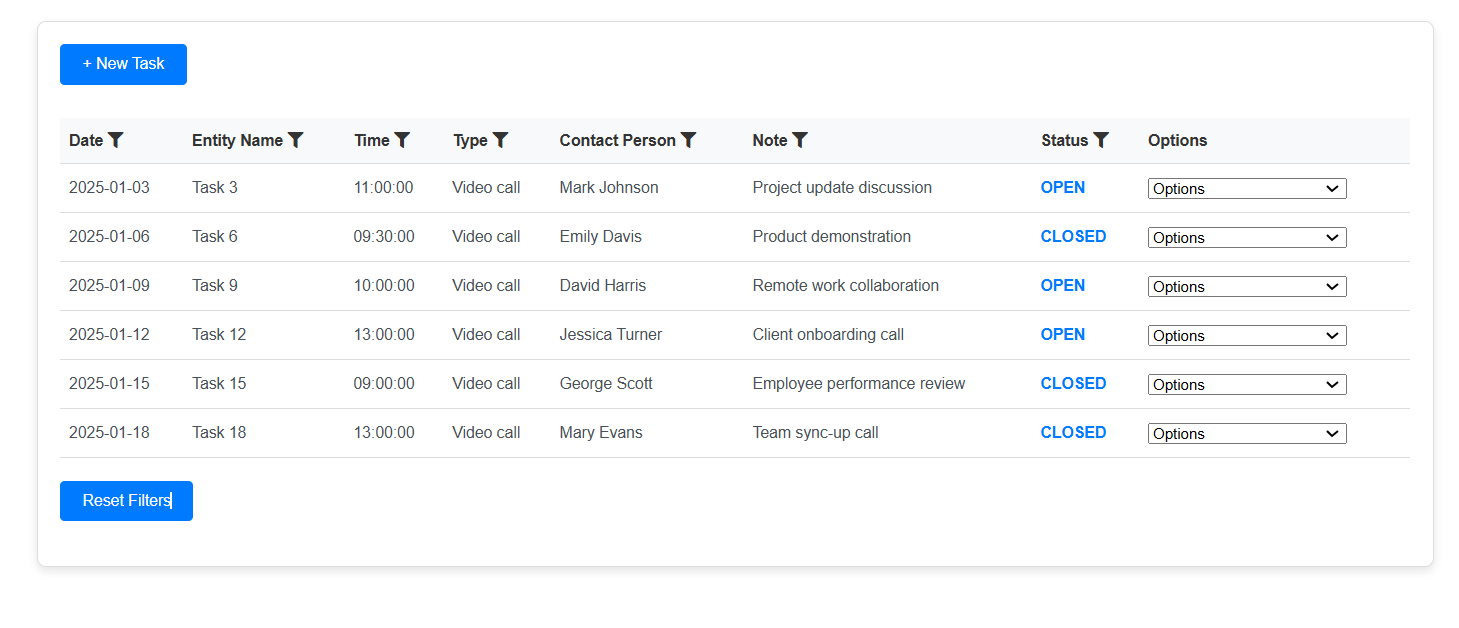 + New Task
Date Entity Name Time Type Contact Person Note Status Options
2025-01-03 Task 3 11:00:00 Video call Mark Johnson Project update discussion OPEN Options
2025-01-06 Task 6 09:30:00 Video call Emily Davis Product demonstration CLOSED Options
2025-01-09 Task 9 10:00:00 Video call David Harris Remote work collaboration OPEN Options
2025-01-12 Task 12 13:00:00 Video call Jessica Turner Client onboarding call OPEN Options
2025-01-15 Task 15 09:00:00 Video call George Scott Employee performance review CLOSED Options
2025-01-18 Task 18 13:00:00 Video call Mary Evans Team sync-up call CLOSED Options
Reset Filters